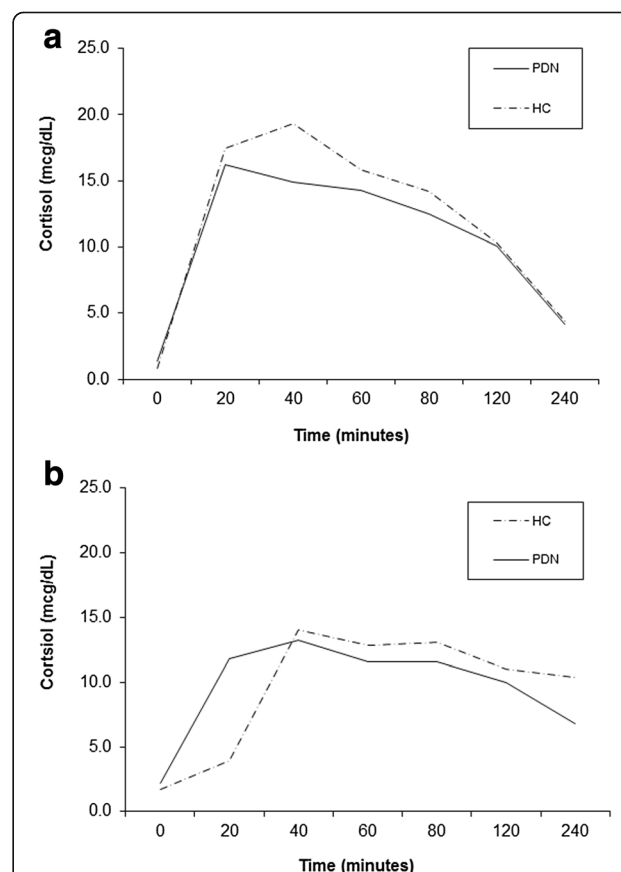 a
25.0
20.0
15.0
10.0
5.0
0.0
Cortisol (mcg/dL)
PDN
HC
0 20 40 60 80 120 240
Time (minutes)
b
25.0
20.0
15.0
10.0
5.0
0.0
Cortsiol (mcg/dL)
HC
PDN
0 20 40 60 80 120 240
Time (minutes)